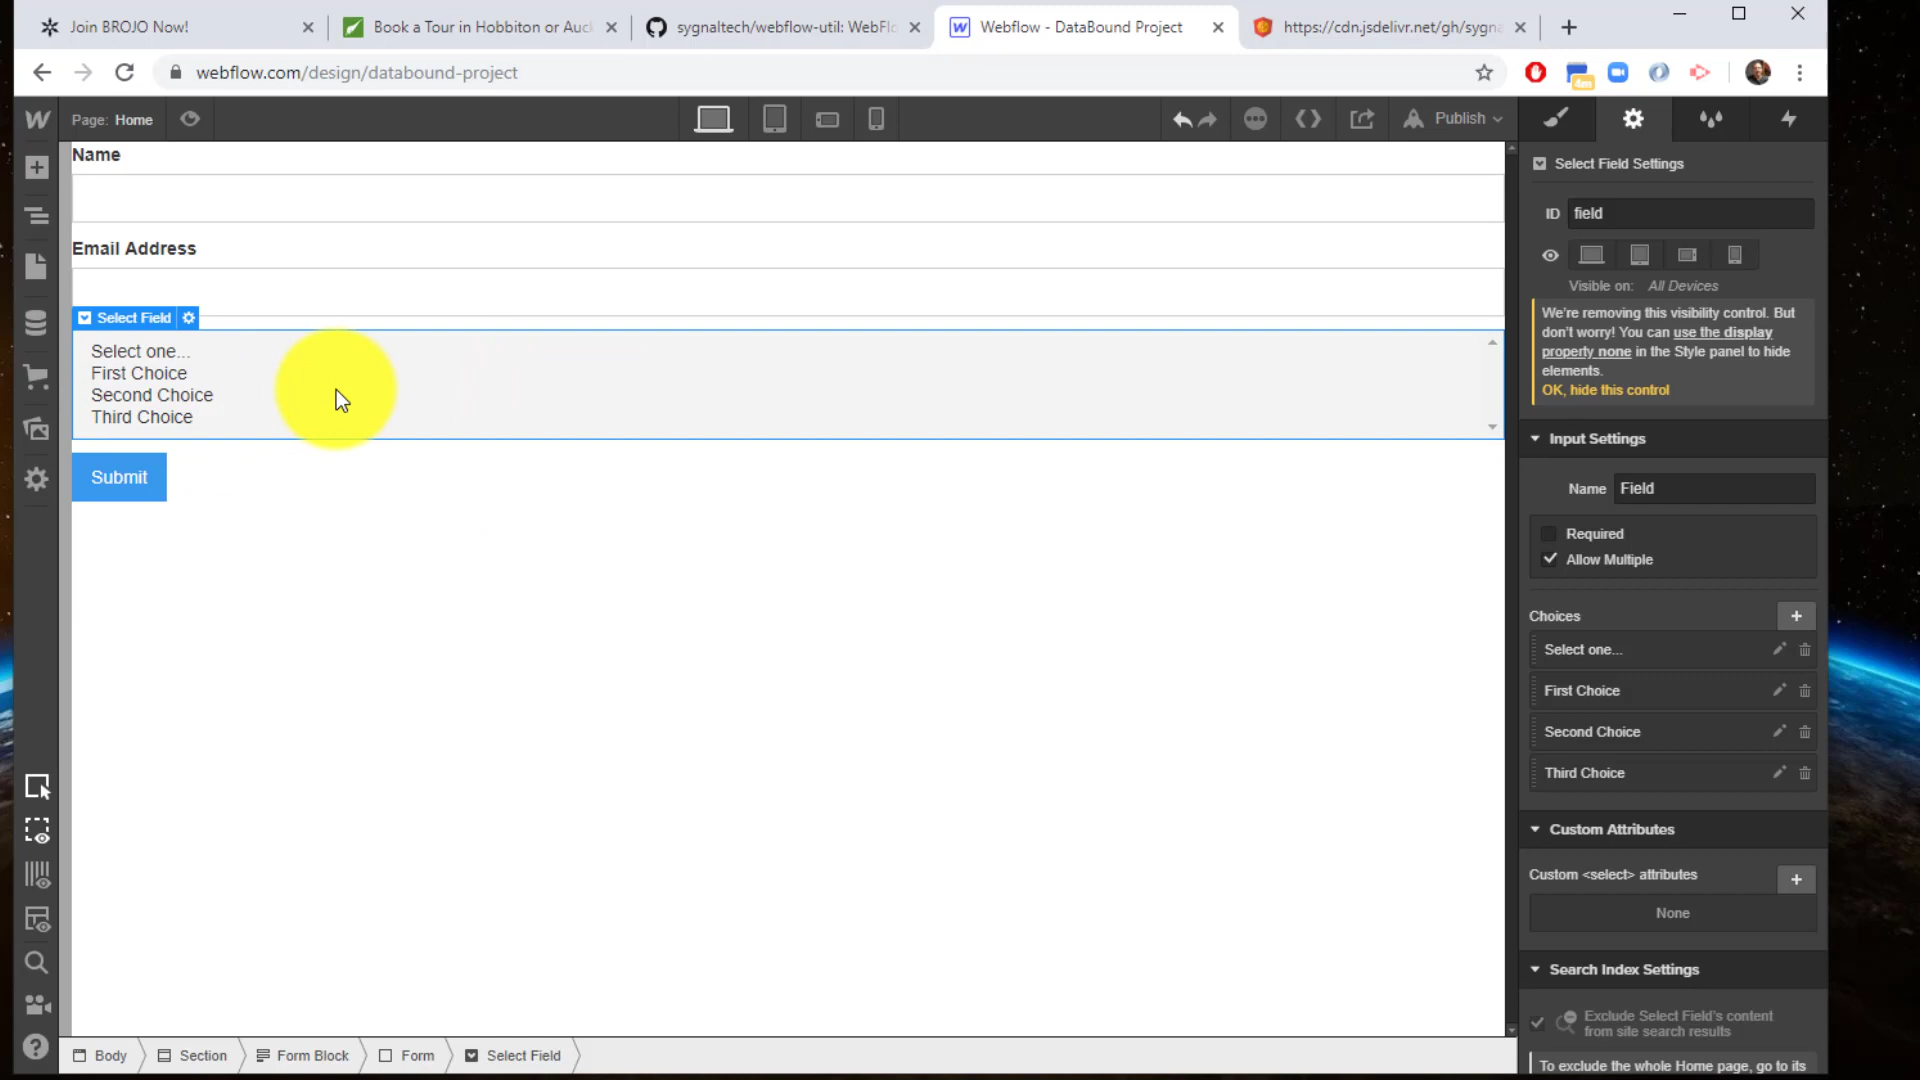 Join BROJO Now!
Book a Tour in Hobbiton or Auc
sygnaltech/webflow-util: WebFl
Webflow - DataBound Project
https://cdn.jsdelivr.net/gh/sygna
webflow.com/design/databound-project
Page: Home
Publish
Name
Email Address
Select Field
Select one...
First Choice
Second Choice
Third Choice
Submit
Body
Section
Form Block
Form
Select Field
Select Field Settings
ID field
Visible on: All Devices
We're removing this visibility control. But
don't worry! You can use the display
property none in the Style panel to hide
elements.
OK, hide this control
Input Settings
Name Field
Required
Allow Multiple
Choices
Select one...
First Choice
Second Choice
Third Choice
Custom Attributes
Custom <select> attributes
None
Search Index Settings
Exclude Select Field's content
from site search results
To exclude the whole Home page, go to its